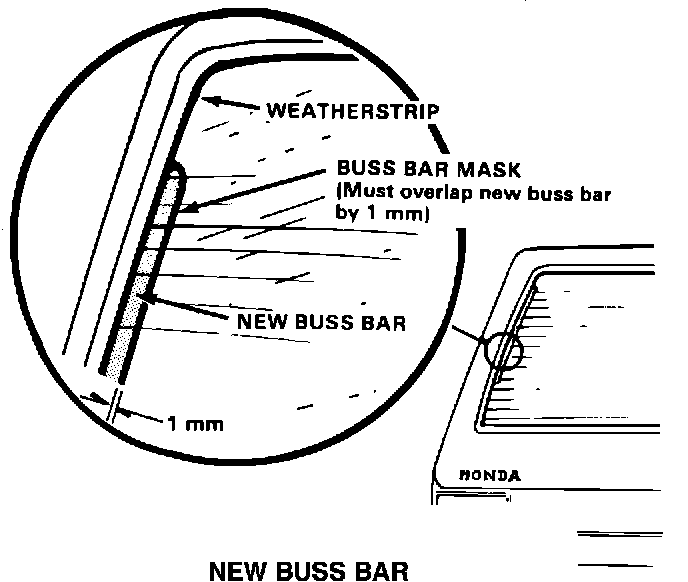 WEATHERSTRIP
BUSS BAR MASK
(Must overlap new buss bar
by 1 mm)
NEW BUSS BAR
1 mm
HONDA
NEW BUSS BAR